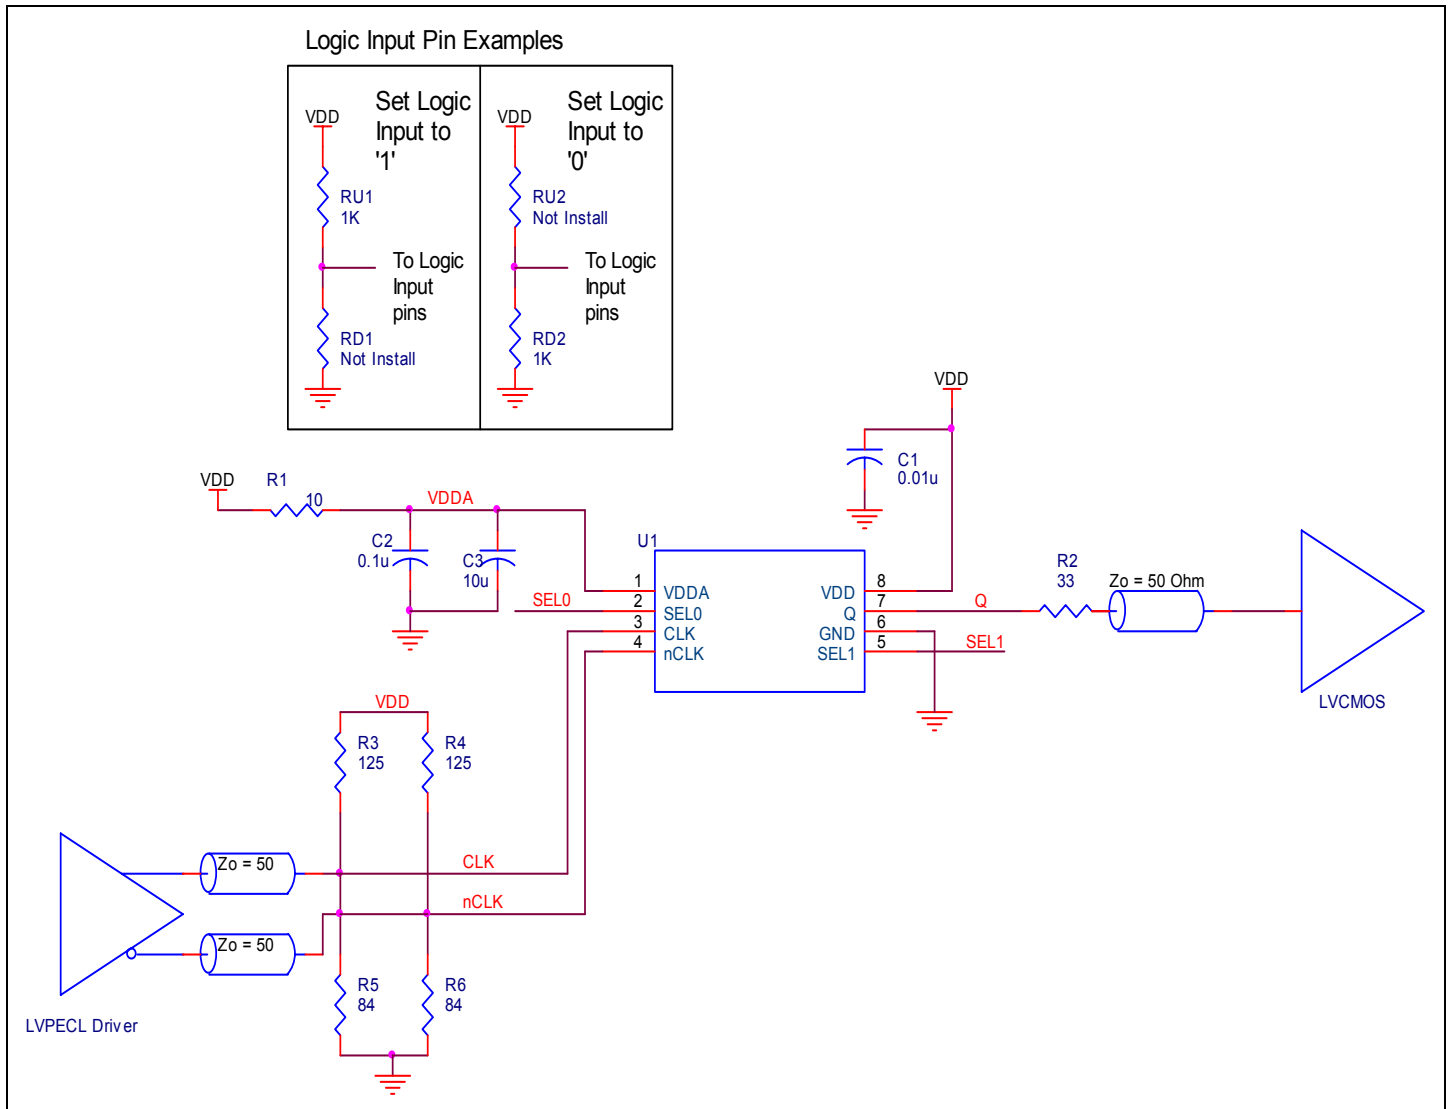 Logic Input Pin Examples
Set Logic
Input to
'1'
VDD
RU1
1K
To Logic
Input
pins
RD1
Not Install
Set Logic
Input to
'0'
VDD
RU2
Not Install
To Logic
Input
pins
RD2
1K
VDD
C1
0.01u
VDD
R1
10
VDDA
C2
0.1u
C3
10u
U1
1
VDDA
SEL0
2
SEL0
3
CLK
4
nCLK
VDD
8
Q
7
GND
6
SEL1
5
SEL1
Q
R2
33
Zo = 50 Ohm
LVCMOS
VDD
R3
125
R4
125
Zo = 50
CLK
nCLK
Zo = 50
R5
84
R6
84
LVPECL Driver